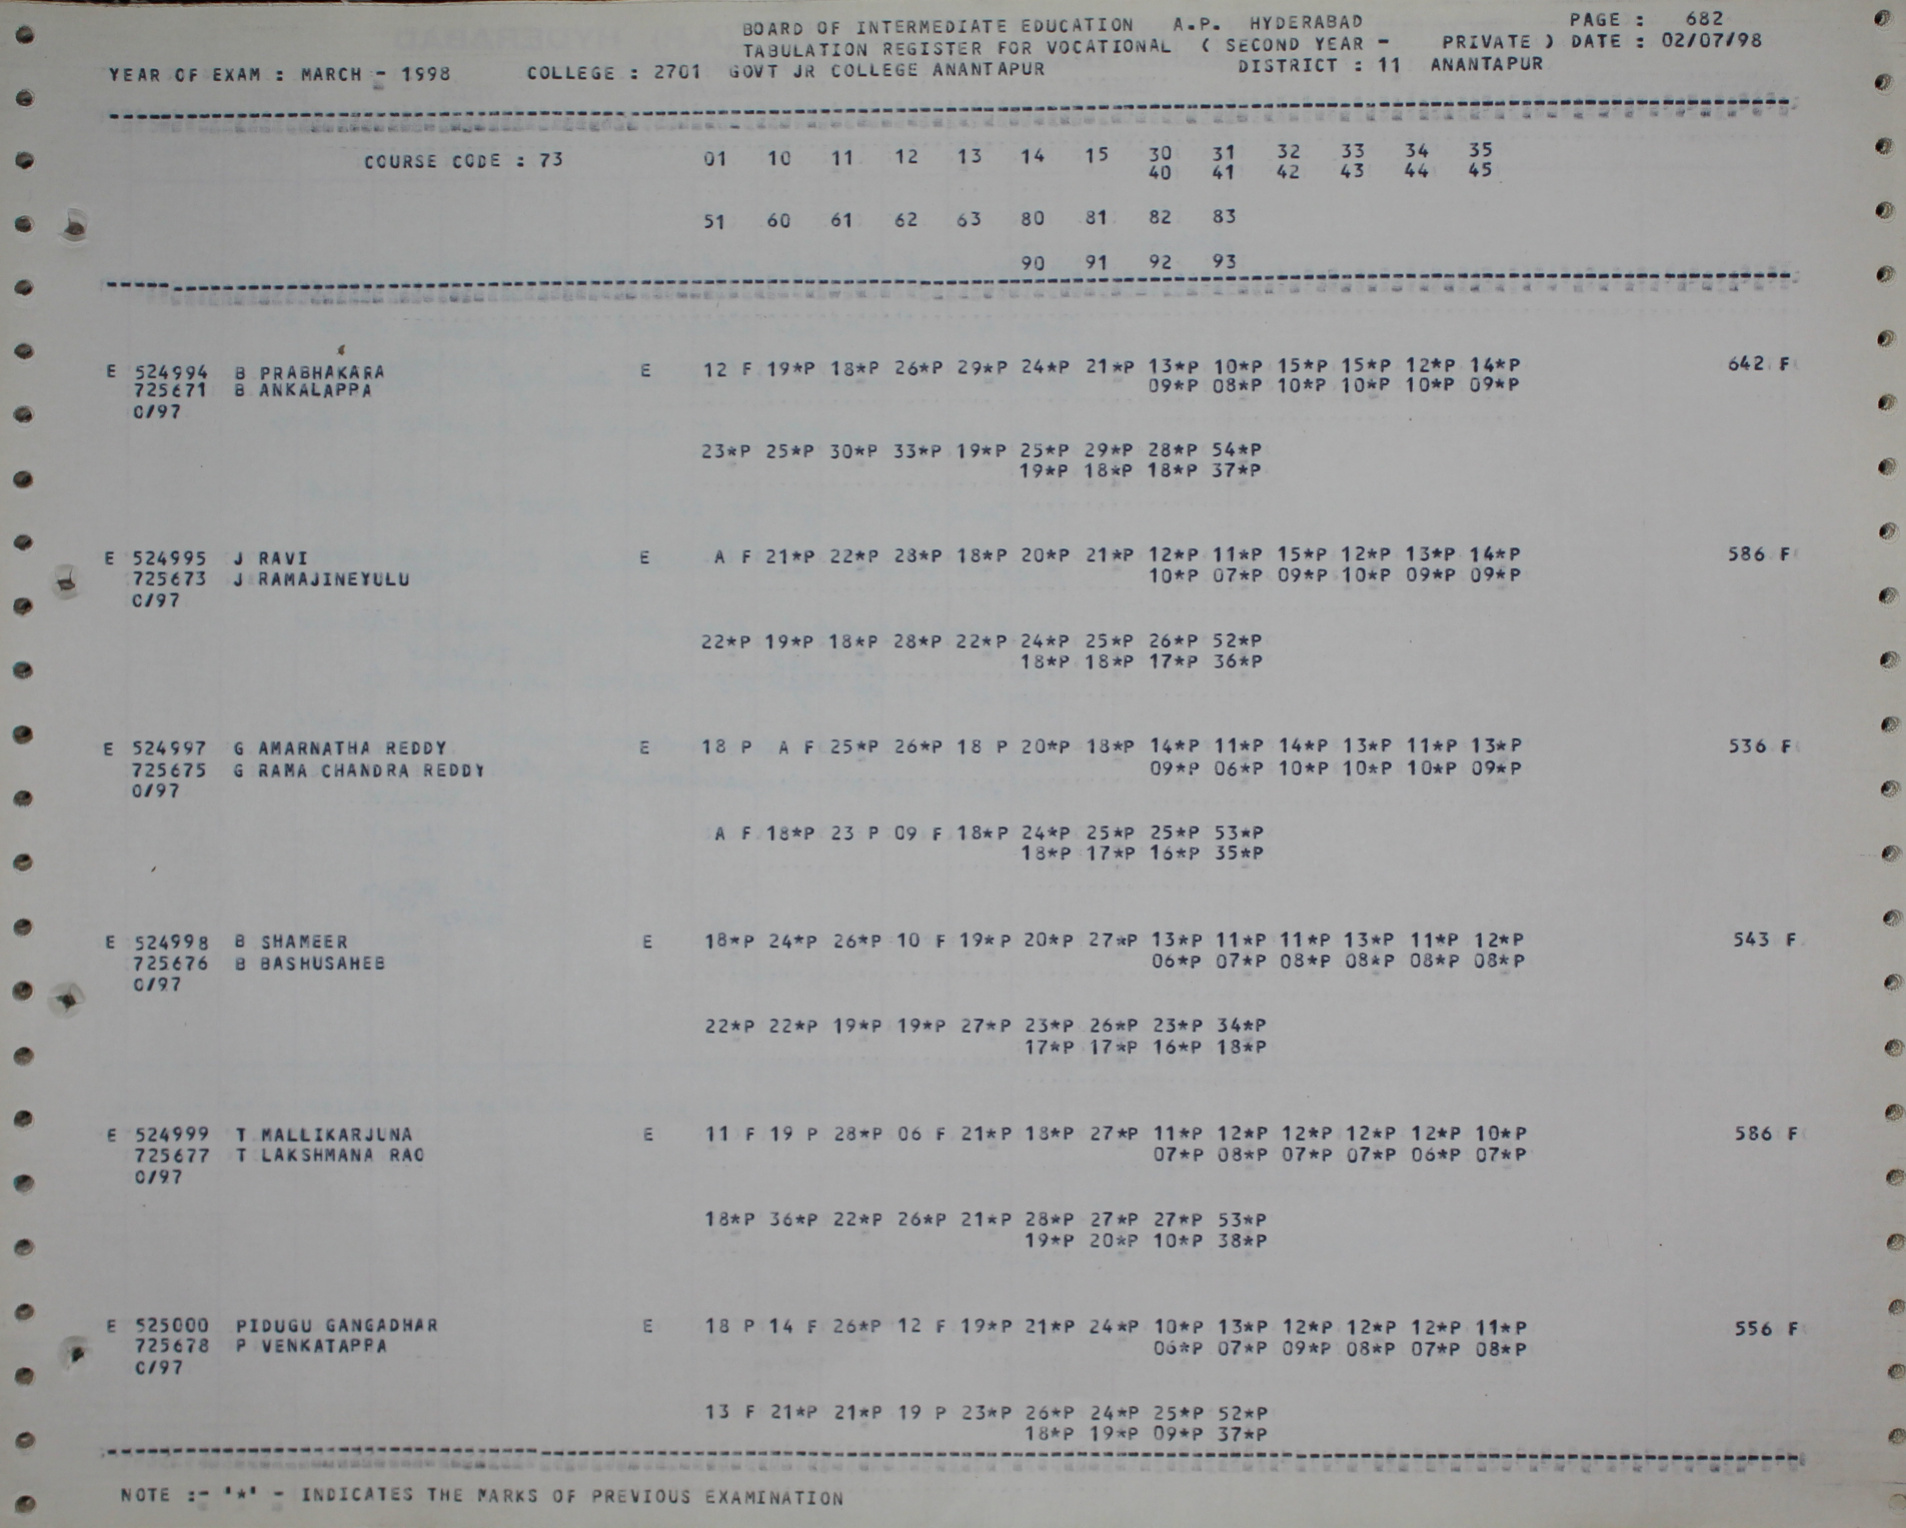 BOARD OF INTERMEDIATE EDUCATION A.P. HYDERABAD PAGE : 682
TABULATION REGISTER FOR VOCATIONAL ( SECOND YEAR - PRIVATE ) DATE : 02/07/98
YEAR OF EXAM : MARCH - 1998 COLLEGE : 2701 GOVT JR COLLEGE ANANTAPUR DISTRICT : 11 ANANTAPUR
COURSE CODE : 73 01 10 11 12 13 14 15 30 31 32 33 34 35
40 41 42 43 44 45
51 60 61 62 63 80 81 82 83
90 91 92 93
E 524994 B PRABHAKARA E 12 F 19*P 18*P 26*P 29*P 24*P 21*P 13*P 10*P 15*P 15*P 12*P 14*P 642 F
725671 B ANKALAPPA 09*P 08*P 10*P 10*P 10*P 09*P
0/97
23*P 25*P 30*P 33*P 19*P 25*P 29*P 28*P 54*P
19*P 18*P 18*P 37*P
E 524995 J RAVI E A F 21*P 22*P 28*P 18*P 20*P 21*P 12*P 11*P 15*P 12*P 13*P 14*P 586 F
725673 J RAMAJINEYULU 10*P 07*P 09*P 10*P 09*P 09*P
0/97
22*P 19*P 18*P 28*P 22*P 24*P 25*P 26*P 52*P
18*P 18*P 17*P 36*P
E 524997 G AMARNATHA REDDY E 18 P A F 25*P 26*P 18 P 20*P 18*P 14*P 11*P 14*P 13*P 11*P 13*P 536 F
725675 G RAMA CHANDRA REDDY 09*P 06*P 10*P 10*P 10*P 09*P
0/97
A F 18*P 23 P 09 F 18*P 24*P 25*P 25*P 53*P
18*P 17*P 16*P 35*P
E 524998 B SHAMEER E 18*P 24*P 26*P 10 F 19*P 20*P 27*P 13*P 11*P 11*P 13*P 11*P 12*P 543 F
725676 B BASHUSAHEB 06*P 07*P 08*P 08*P 08*P 08*P
0/97
22*P 22*P 19*P 19*P 27*P 23*P 26*P 23*P 34*P
17*P 17*P 16*P 18*P
E 524999 T MALLIKARJUNA E 11 F 19 P 28*P 06 F 21*P 18*P 27*P 11*P 12*P 12*P 12*P 12*P 10*P 586 F
725677 T LAKSHMANA RAO 07*P 08*P 07*P 07*P 06*P 07*P
0/97
18*P 36*P 22*P 26*P 21*P 28*P 27*P 27*P 53*P
19*P 20*P 10*P 38*P
E 525000 PIDUGU GANGADHAR E 18 P 14 F 26*P 12 F 19*P 21*P 24*P 10*P 13*P 12*P 12*P 12*P 11*P 556 F
725678 P VENKATAPPA 06*P 07*P 09*P 08*P 07*P 08*P
0/97
13 F 21*P 21*P 19 P 23*P 26*P 24*P 25*P 52*P
18*P 19*P 09*P 37*P
NOTE :- '*' - INDICATES THE MARKS OF PREVIOUS EXAMINATION